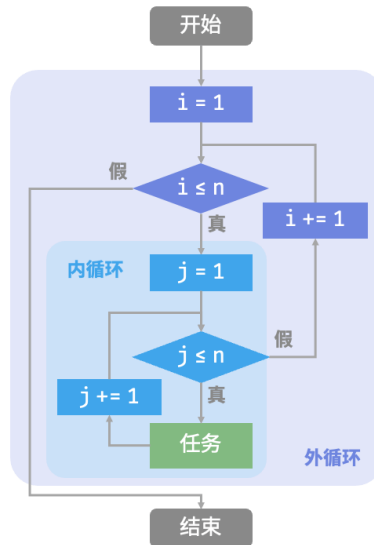 开始
i = 1
假
i ≤ n
真
i += 1
内循环
j = 1
j ≤ n
假
真
j += 1
任务
外循环
结束